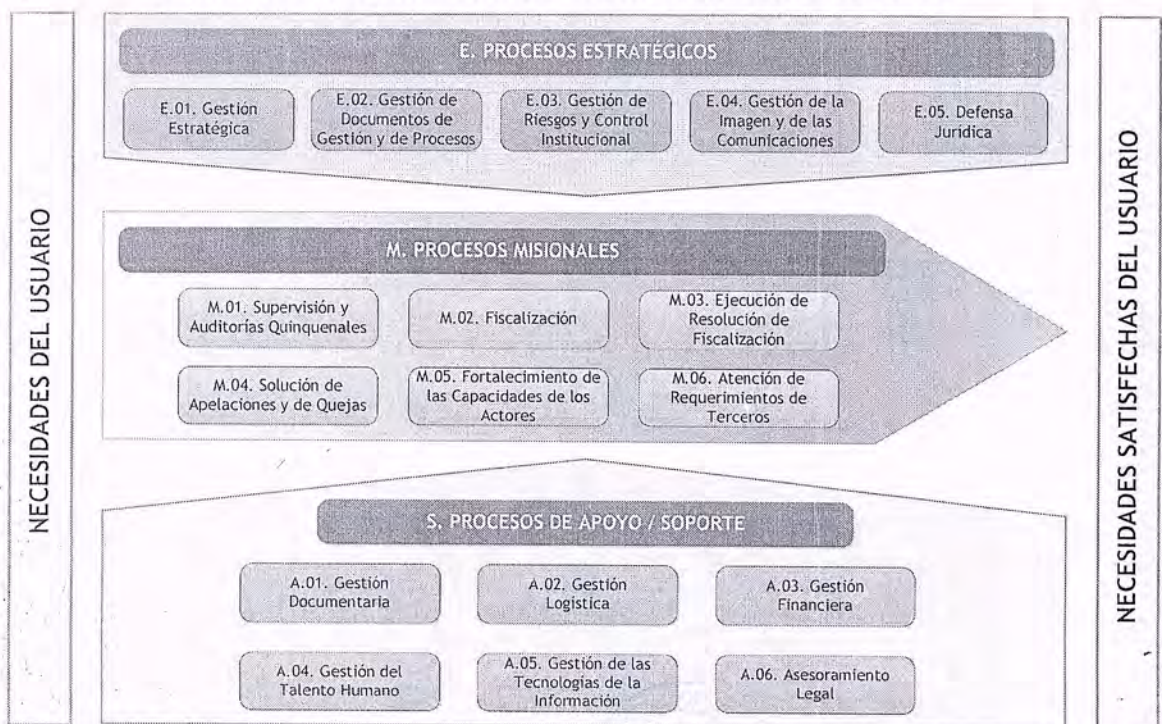 NECESIDADES DEL USUARIO
E. PROCESOS ESTRATÉGICOS
E.01. Gestión
Estratégica
E.02. Gestión de
Documentos de
Gestión y de Procesos
E.03. Gestión de
Riesgos y Control
Institucional
E.04. Gestión de la
Imagen y de las
Comunicaciones
E.05. Defensa
Jurídica
M. PROCESOS MISIONALES
M.01. Supervisión y
Auditorías Quinquenales
M.02. Fiscalización
M.03. Ejecución de
Resolución de
Fiscalización
M.04. Solución de
Apelaciones y de Quejas
M.05. Fortalecimiento de
las Capacidades de los
Actores
M.06. Atención de
Requerimientos de
Terceros
S. PROCESOS DE APOYO / SOPORTE
A.01. Gestión
Documentaria
A.02. Gestión
Logística
A.03. Gestión
Financiera
A.04. Gestión del
Talento Humano
A.05. Gestión de las
Tecnologías de la
Información
A.06. Asesoramiento
Legal
NECESIDADES SATISFECHAS DEL USUARIO